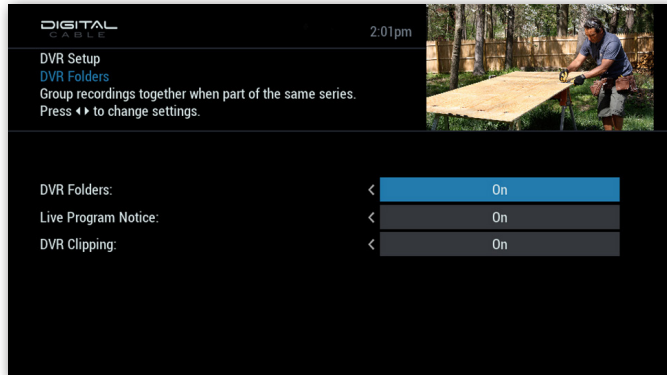 DIGITAL
CABLE
2:01pm
DVR Setup
DVR Folders
Group recordings together when part of the same series.
Press ◂ ▸ to change settings.
DVR Folders: < On
Live Program Notice: < On
DVR Clipping: < On